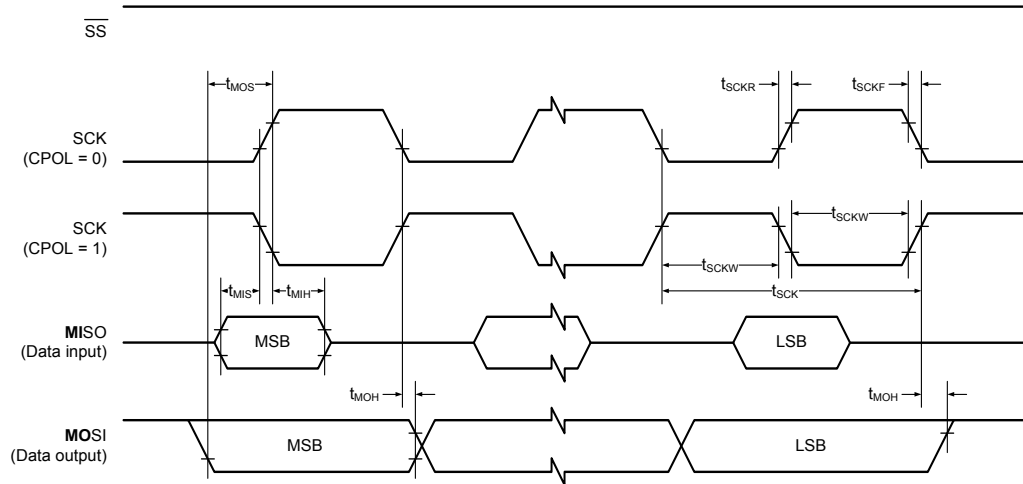 SS
tMOS
tSCKR
tSCKF
SCK
(CPOL = 0)
SCK
(CPOL = 1)
tSCKW
tSCKW
tMIS
tMIH
tSCK
MISO
(Data input)
MSB
LSB
tMOH
tMOH
MOSI
(Data output)
MSB
LSB